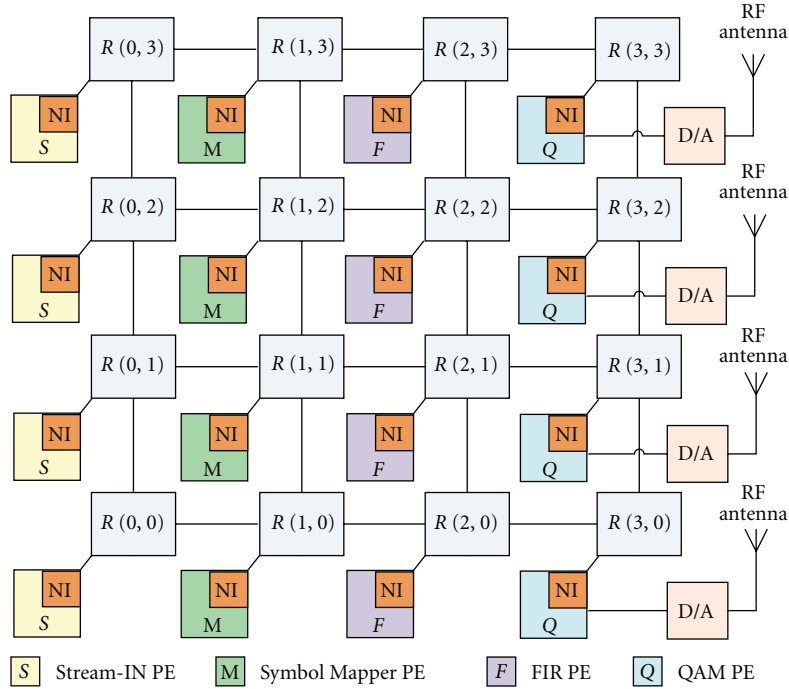 RF
antenna
R (0, 3) R (1, 3) R (2, 3) R (3, 3)
NI NI NI NI
D/A
S M F Q
RF
antenna
R (0, 2) R (1, 2) R (2, 2) R (3, 2)
NI NI NI NI
D/A
S M F Q
RF
antenna
R (0, 1) R (1, 1) R (2, 1) R (3, 1)
NI NI NI NI
D/A
S M F Q
RF
antenna
R (0, 0) R (1, 0) R (2, 0) R (3, 0)
NI NI NI NI
D/A
S M F Q
S Stream-IN PE M Symbol Mapper PE F FIR PE Q QAM PE